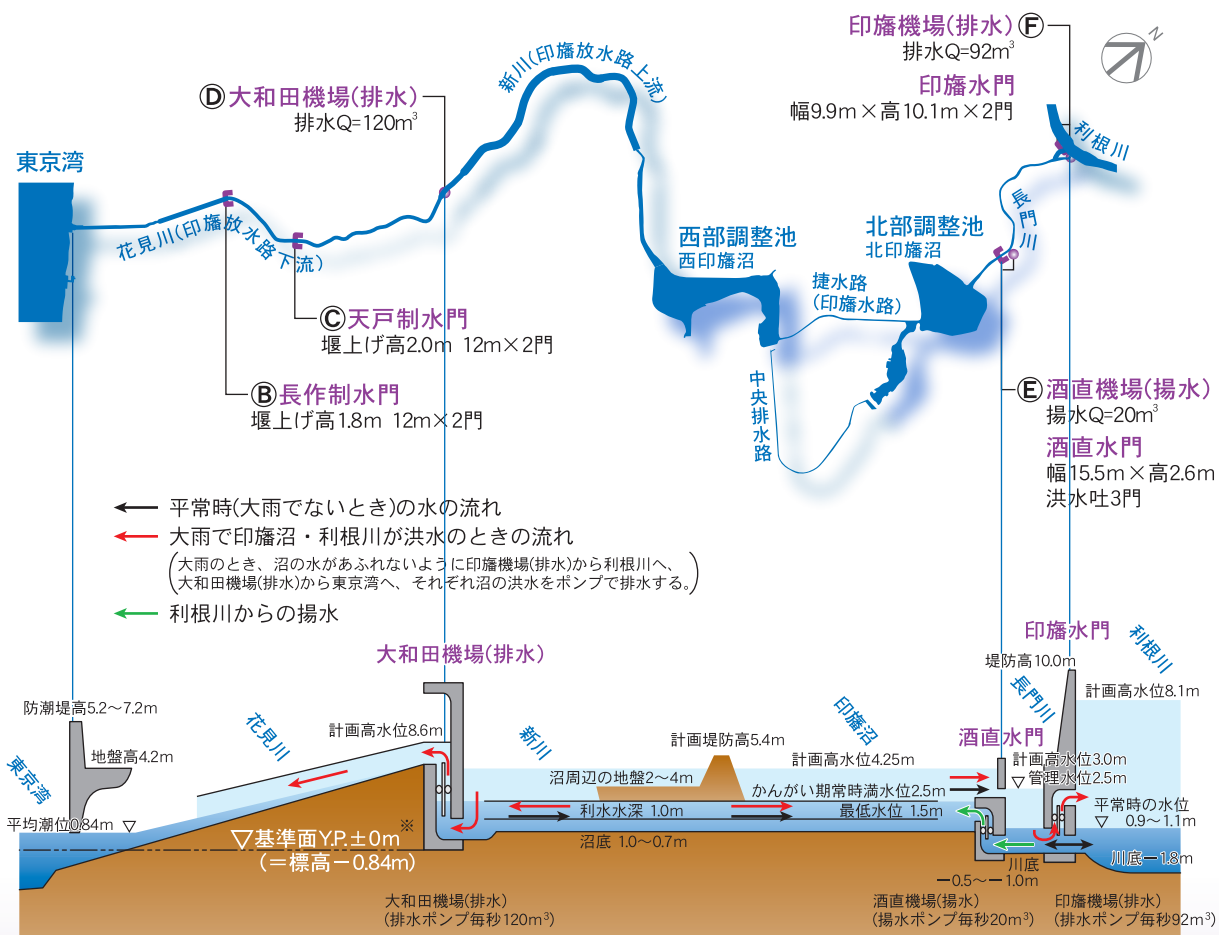 印旛機場(排水) Ⓕ
排水Q=92m³
印旛水門
幅9.9m×高10.1m×2門
N
Ⓓ 大和田機場(排水)
排水Q=120m³
新川(印旛放水路上流)
利根川
東京湾
花見川(印旛放水路下流)
長門川
西部調整池
西印旛沼
北部調整池
北印旛沼
捷水路
(印旛水路)
中央排水路
Ⓒ 天戸制水門
堰上げ高2.0m 12m×2門
Ⓑ 長作制水門
堰上げ高1.8m 12m×2門
Ⓔ 酒直機場(揚水)
揚水Q=20m³
酒直水門
幅15.5m×高2.6m
洪水吐3門
平常時(大雨でないとき)の水の流れ
大雨で印旛沼・利根川が洪水のときの流れ
(大雨のとき、沼の水があふれないように印旛機場(排水)から利根川へ、
大和田機場(排水)から東京湾へ、それぞれ沼の洪水をポンプで排水する。)
利根川からの揚水
大和田機場(排水)
印旛水門
利根川
堤防高10.0m
長門川
計画高水位8.1m
防潮堤高5.2〜7.2m
花見川
計画高水位8.6m
新川
計画堤防高5.4m
印旛沼
酒直水門
地盤高4.2m
計画高水位4.25m
計画高水位3.0m
▽ 管理水位2.5m
東京湾
沼周辺の地盤2〜4m
かんがい期常時満水位2.5m
平均潮位0.84m ▽
利水水深 1.0m
最低水位 1.5m
平常時の水位
▽ 0.9〜1.1m
▽基準面Y.P.±0m※
(=標高−0.84m)
沼底 1.0〜0.7m
川底
−0.5〜−1.0m
川底−1.8m
大和田機場(排水)
(排水ポンプ毎秒120m³)
酒直機場(揚水)
(揚水ポンプ毎秒20m³)
印旛機場(排水)
(排水ポンプ毎秒92m³)